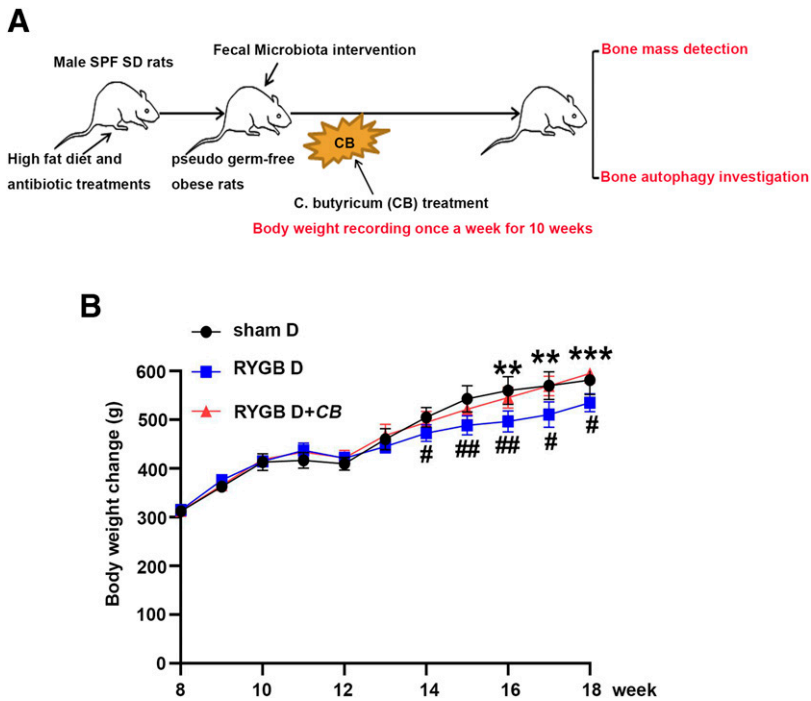 A
Male SPF SD rats
Fecal Microbiota intervention
Bone mass detection
High fat diet and
antibiotic treatments
pseudo germ-free
obese rats
CB
C. butyricum (CB) treatment
Bone autophagy investigation
Body weight recording once a week for 10 weeks
B
sham D
RYGB D
RYGB D+CB
Body weight change (g)
600
500
400
300
200
100
0
** ** ***
# ## ## # #
8 10 12 14 16 18 week